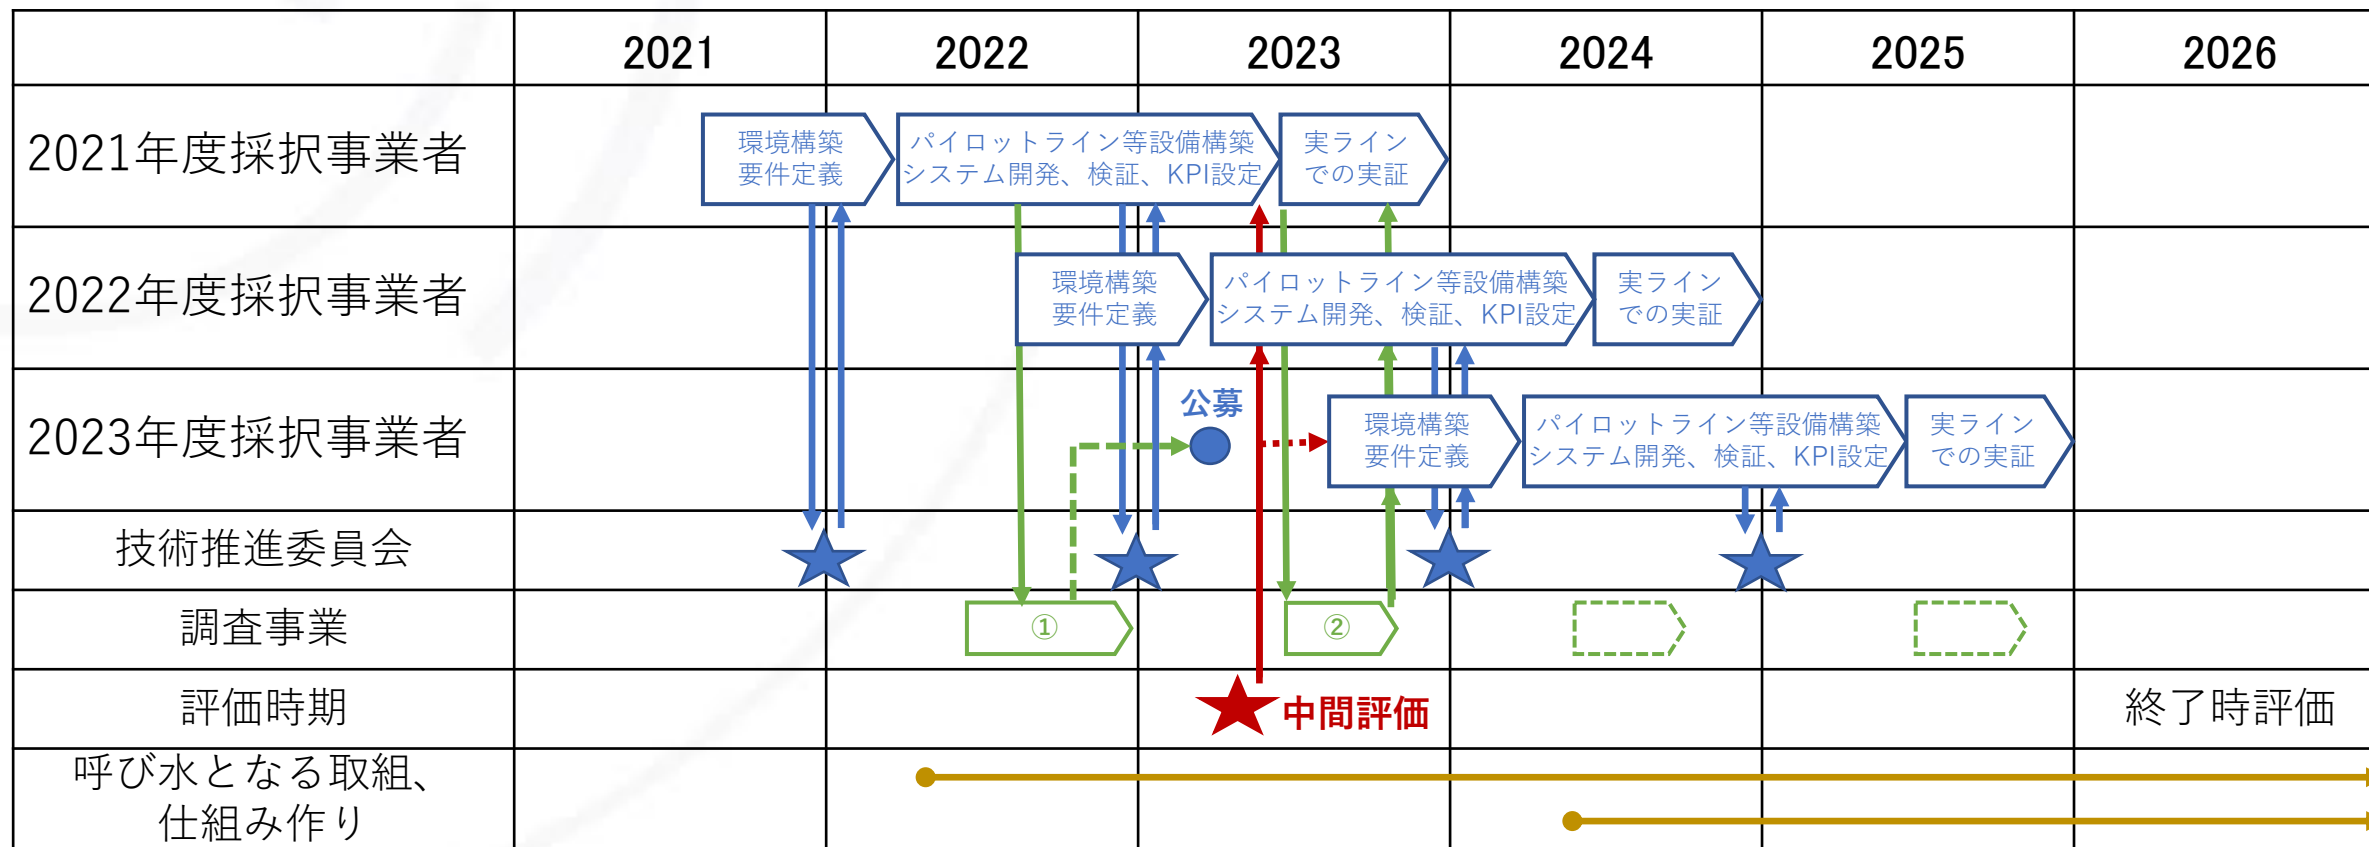 2021 2022 2023 2024 2025 2026
2021年度採択事業者
環境構築
要件定義
パイロットライン等設備構築
システム開発、検証、KPI設定
実ライン
での実証
2022年度採択事業者
環境構築
要件定義
パイロットライン等設備構築
システム開発、検証、KPI設定
実ライン
での実証
2023年度採択事業者
公募
環境構築
要件定義
パイロットライン等設備構築
システム開発、検証、KPI設定
実ライン
での実証
技術推進委員会
調査事業
①
②
評価時期
中間評価
終了時評価
呼び水となる取組、
仕組み作り